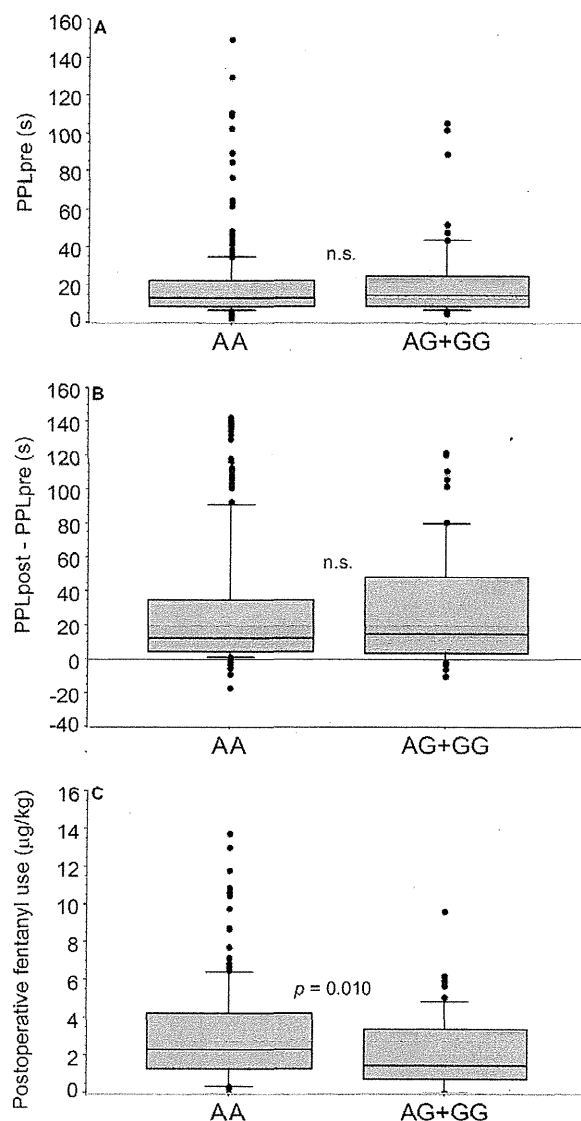 A
PPLpre (s)
160
140
120
100
80
60
40
20
0
n.s.
AA
AG+GG
B
PPLpost - PPLpre (s)
160
140
120
100
80
60
40
20
0
-20
-40
n.s.
AA
AG+GG
C
Postoperative fentanyl use (µg/kg)
16
14
12
10
8
6
4
2
0
p = 0.010
AA
AG+GG